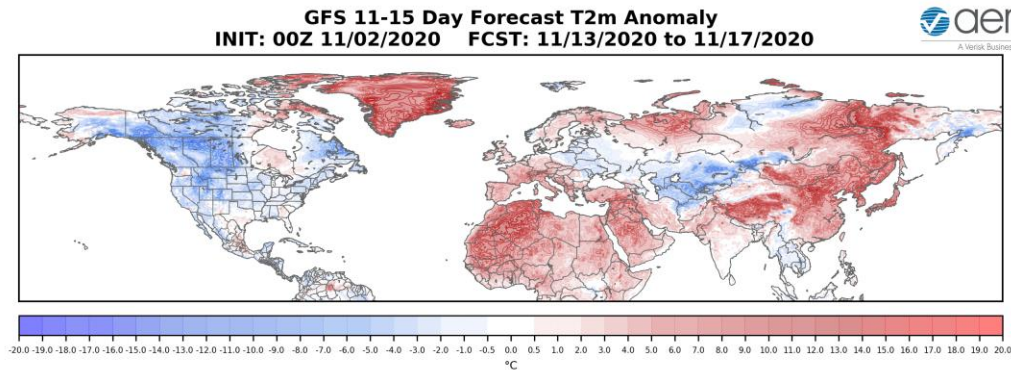 GFS 11-15 Day Forecast T2m Anomaly
INIT: 00Z 11/02/2020 FCST: 11/13/2020 to 11/17/2020
aer
A Verisk Business
-20.0 -19.0 -18.0 -17.0 -16.0 -15.0 -14.0 -13.0 -12.0 -11.0 -10.0 -9.0 -8.0 -7.0 -6.0 -5.0 -4.0 -3.0 -2.0 -1.0 -0.5 0.0 0.5 1.0 2.0 3.0 4.0 5.0 6.0 7.0 8.0 9.0 10.0 11.0 12.0 13.0 14.0 15.0 16.0 17.0 18.0 19.0 20.0
°C